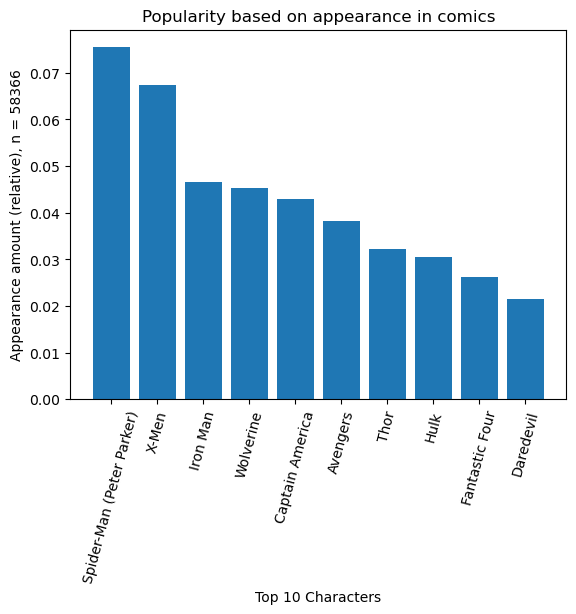 Popularity based on appearance in comics
Appearance amount (relative), n = 58366
0.07
0.06
0.05
0.04
0.03
0.02
0.01
0.00
Spider-Man (Peter Parker)
X-Men
Iron Man
Wolverine
Captain America
Avengers
Thor
Hulk
Fantastic Four
Daredevil
Top 10 Characters